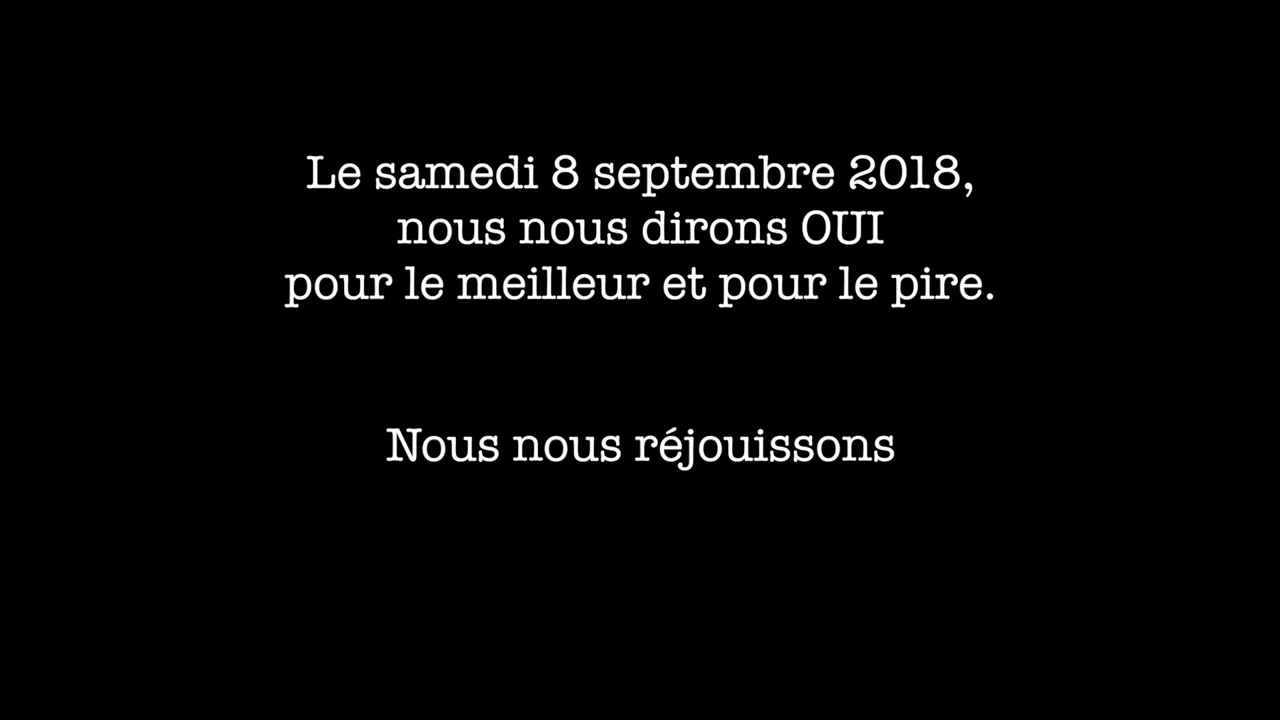 Le samedi 8 septembre 2018,
nous nous dirons OUI
pour le meilleur et pour le pire.
Nous nous réjouissons